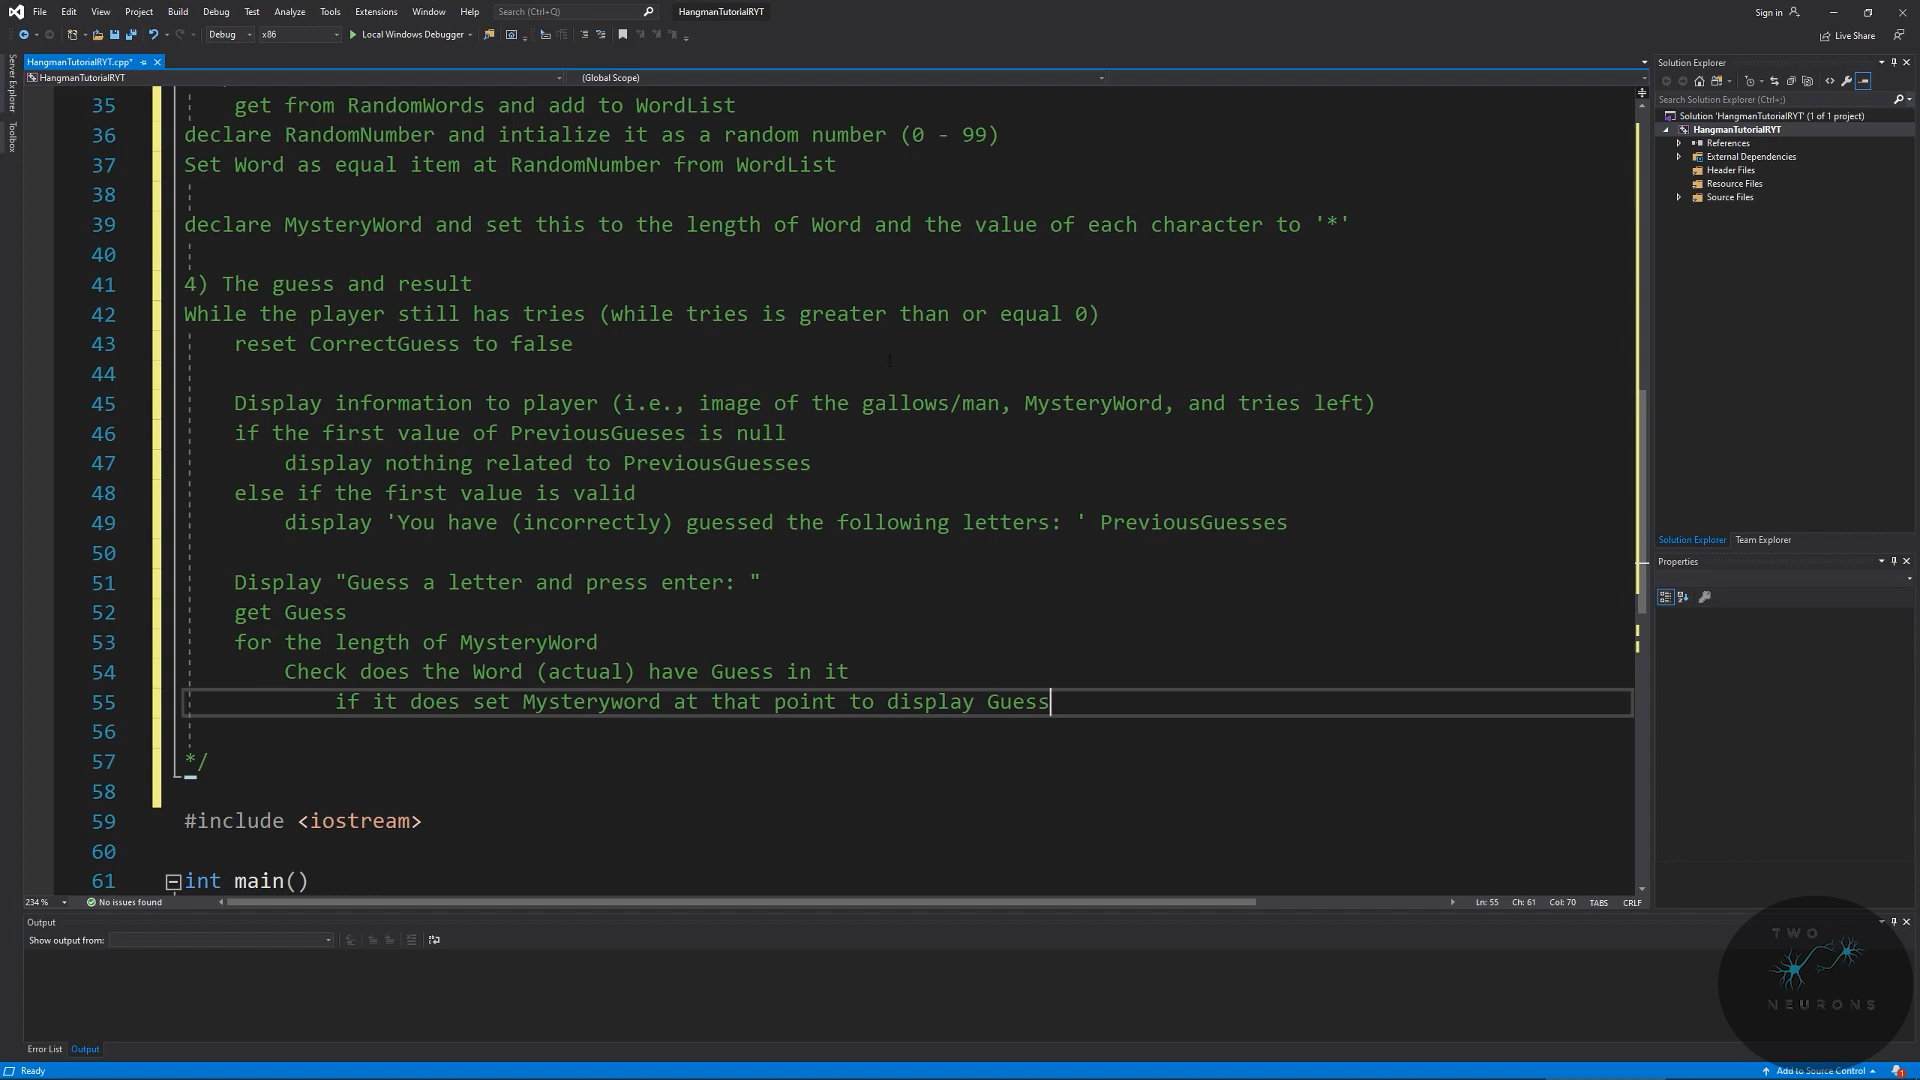 File Edit View Project Build Debug Test Analyze Tools Extensions Window Help Search (Ctrl+Q) HangmanTutorialRYT Sign in
Debug x86 Local Windows Debugger Live Share
HangmanTutorialRYT.cpp*
HangmanTutorialRYT (Global Scope)
Server Explorer
Toolbox
35 get from RandomWords and add to WordList
36 declare RandomNumber and intialize it as a random number (0 - 99)
37 Set Word as equal item at RandomNumber from WordList
38
39 declare MysteryWord and set this to the length of Word and the value of each character to '*'
40
41 4) The guess and result
42 While the player still has tries (while tries is greater than or equal 0)
43 reset CorrectGuess to false
44
45 Display information to player (i.e., image of the gallows/man, MysteryWord, and tries left)
46 if the first value of PreviousGueses is null
47 display nothing related to PreviousGuesses
48 else if the first value is valid
49 display 'You have (incorrectly) guessed the following letters: ' PreviousGuesses
50
51 Display "Guess a letter and press enter: "
52 get Guess
53 for the length of MysteryWord
54 Check does the Word (actual) have Guess in it
55 if it does set Mysteryword at that point to display Guess
56
57 */
58
59 #include <iostream>
60
61 int main()
234 % No issues found Ln: 55 Ch: 61 Col: 70 TABS CRLF
Output
Show output from:
Error List Output
Ready Add to Source Control 1
Solution Explorer
Search Solution Explorer (Ctrl+;)
Solution 'HangmanTutorialRYT' (1 of 1 project)
HangmanTutorialRYT
References
External Dependencies
Header Files
Resource Files
Source Files
Solution Explorer Team Explorer
Properties
TWO
NEURONS